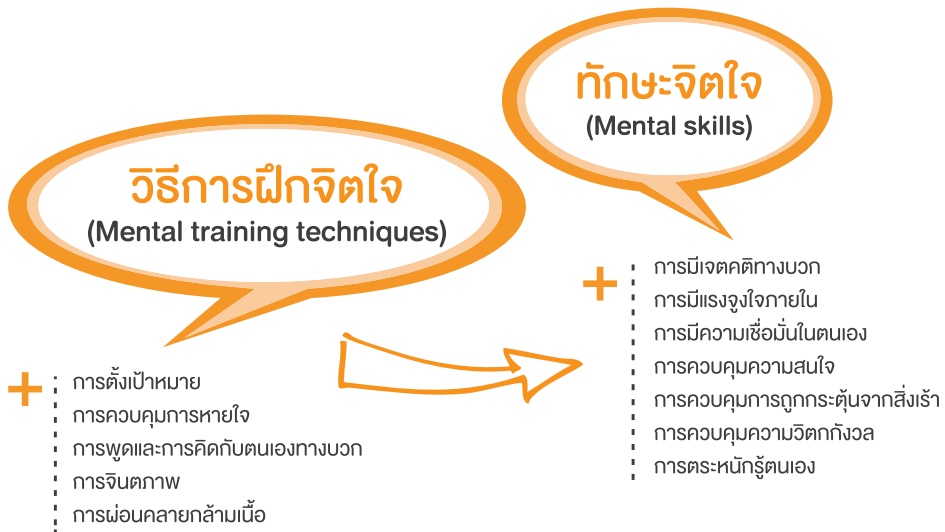 วิธีการฝึกจิตใจ
(Mental training techniques)
การตั้งเป้าหมาย
การควบคุมการหายใจ
การพูดและการคิดกับตนเองทางบวก
การจินตภาพ
การผ่อนคลายกล้ามเนื้อ
ทักษะจิตใจ
(Mental skills)
การมีเจตคติทางบวก
การมีแรงจูงใจภายใน
การมีความเชื่อมั่นในตนเอง
การควบคุมความสนใจ
การควบคุมการถูกกระตุ้นจากสิ่งเร้า
การควบคุมความวิตกกังวล
การตระหนักรู้ตนเอง